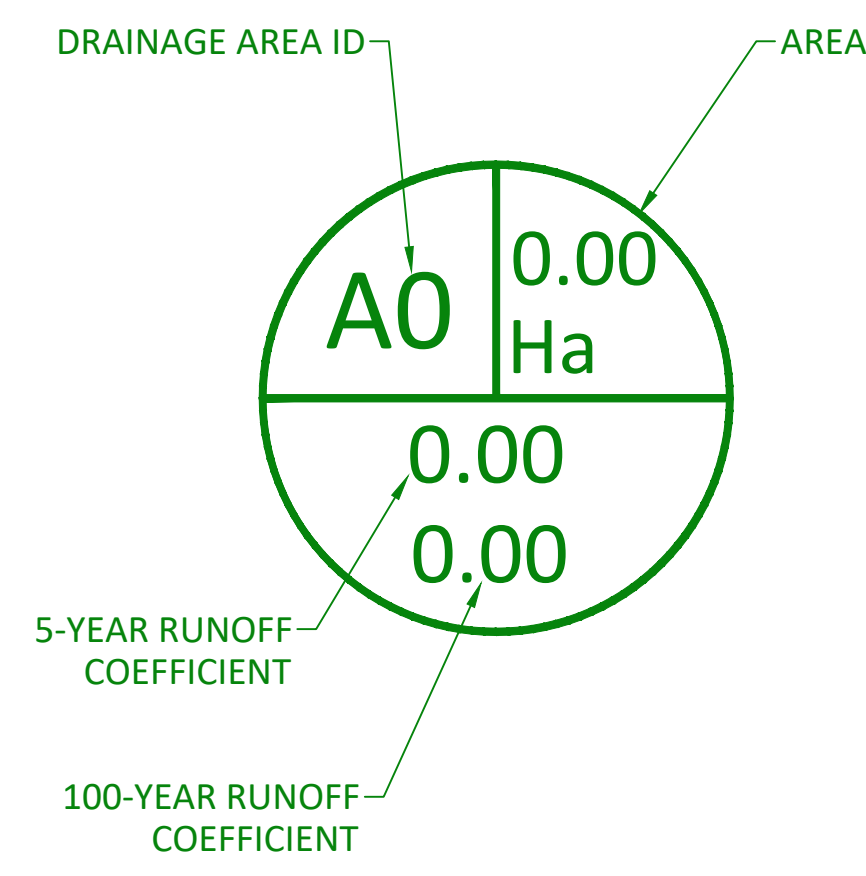 DRAINAGE AREA ID
AREA
A0
0.00
Ha
0.00
0.00
5-YEAR RUNOFF
COEFFICIENT
100-YEAR RUNOFF
COEFFICIENT